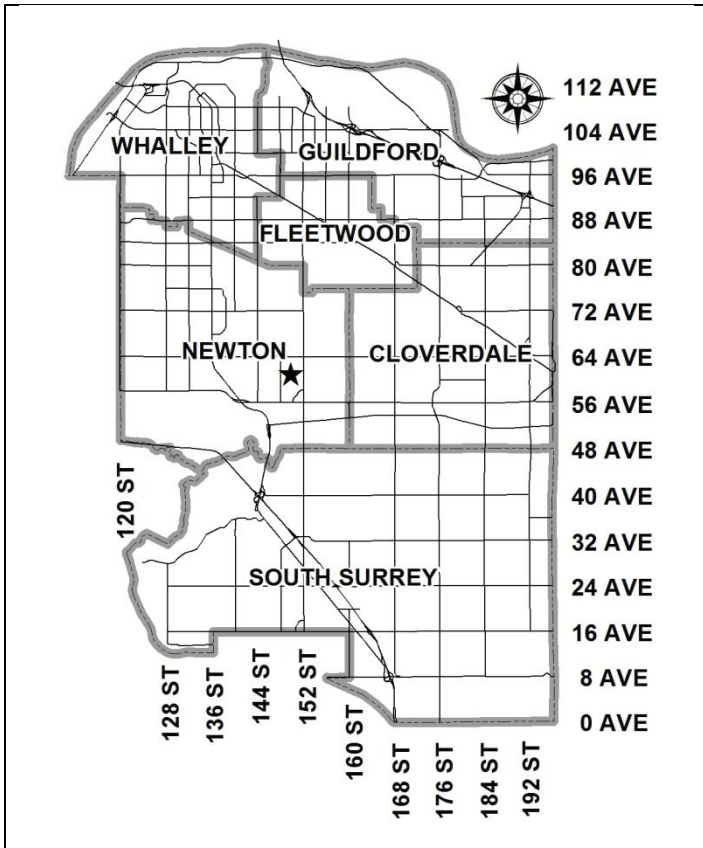 112 AVE
104 AVE
WHALLEY
GUILDFORD
96 AVE
88 AVE
FLEETWOOD
80 AVE
72 AVE
NEWTON
CLOVERDALE
64 AVE
56 AVE
48 AVE
120 ST
40 AVE
32 AVE
SOUTH SURREY
24 AVE
16 AVE
128 ST
136 ST
144 ST
152 ST
160 ST
8 AVE
0 AVE
168 ST
176 ST
184 ST
192 ST